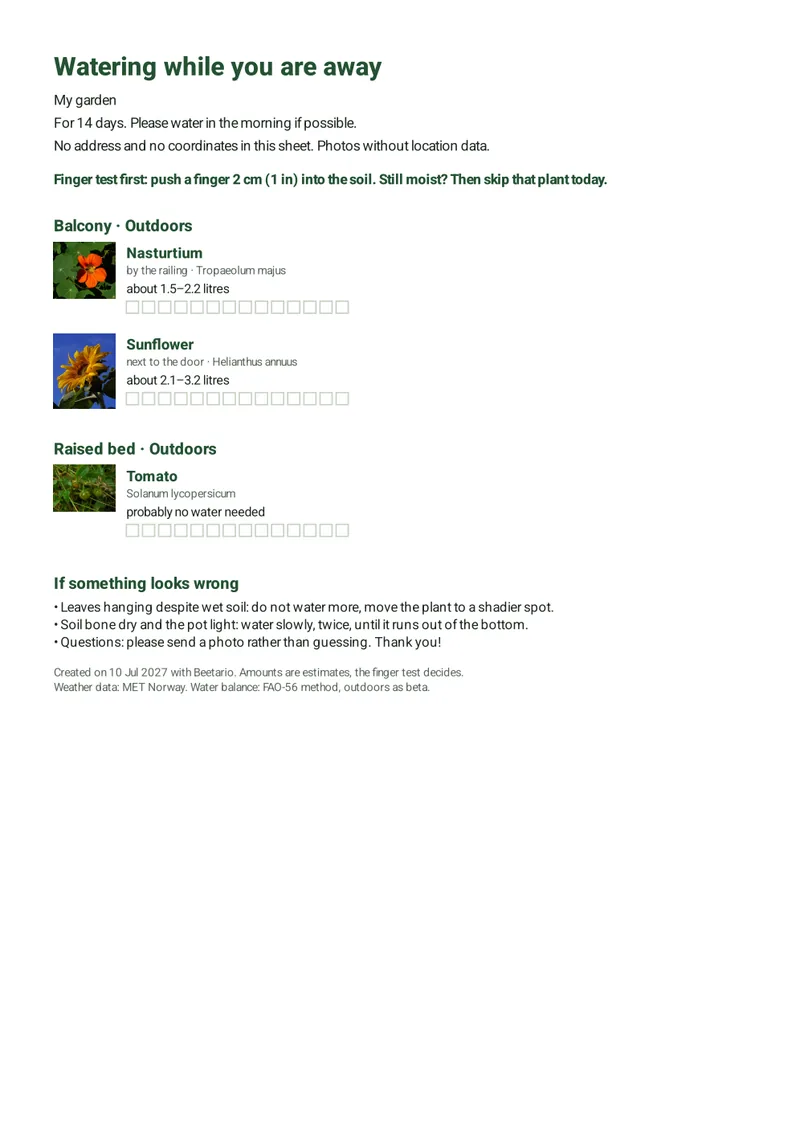 Watering while you are away
My garden
For 14 days. Please water in the morning if possible.
No address and no coordinates in this sheet. Photos without location data.
Finger test first: push a finger 2 cm (1 in) into the soil. Still moist? Then skip that plant today.
Balcony · Outdoors
Nasturtium
by the railing · Tropaeolum majus
about 1.5–2.2 litres
Sunflower
next to the door · Helianthus annuus
about 2.1–3.2 litres
Raised bed · Outdoors
Tomato
Solanum lycopersicum
probably no water needed
If something looks wrong
• Leaves hanging despite wet soil: do not water more, move the plant to a shadier spot.
• Soil bone dry and the pot light: water slowly, twice, until it runs out of the bottom.
• Questions: please send a photo rather than guessing. Thank you!
Created on 10 Jul 2027 with Beetario. Amounts are estimates, the finger test decides.
Weather data: MET Norway. Water balance: FAO-56 method, outdoors as beta.